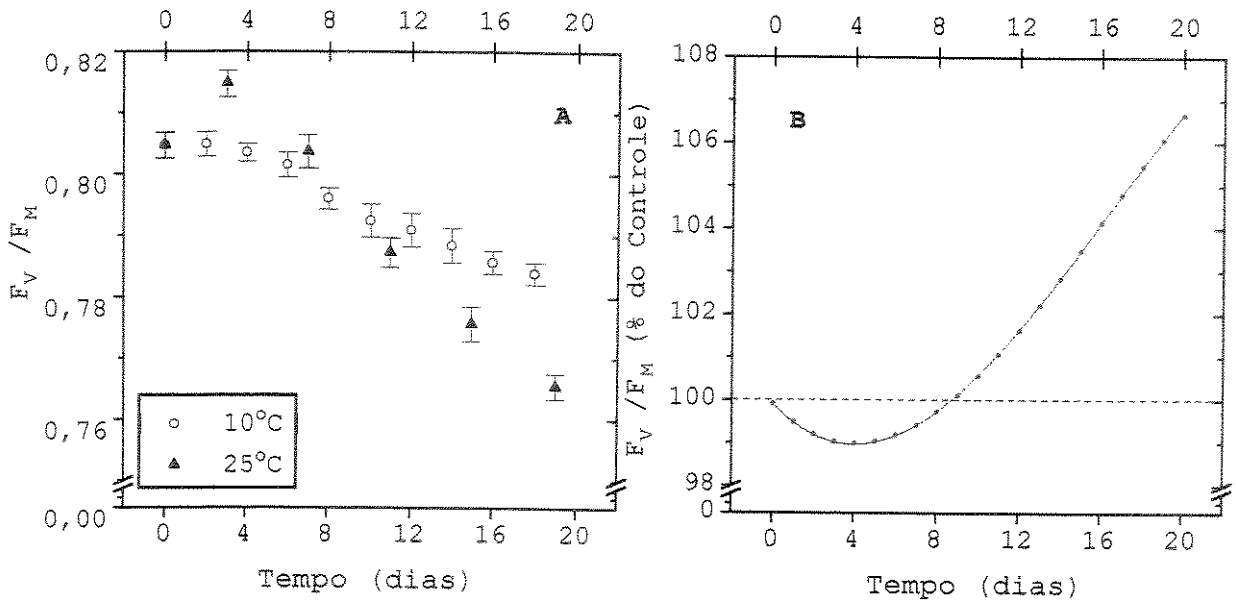 0 4 8 12 16 20
0,82
0,80
0,78
0,76
0,00
F_V /F_M
A
10°C
25°C
0 4 8 12 16 20
Tempo (dias)
0 4 8 12 16 20
108
106
104
102
100
98
0
F_V /F_M (% do Controle)
B
0 4 8 12 16 20
Tempo (dias)